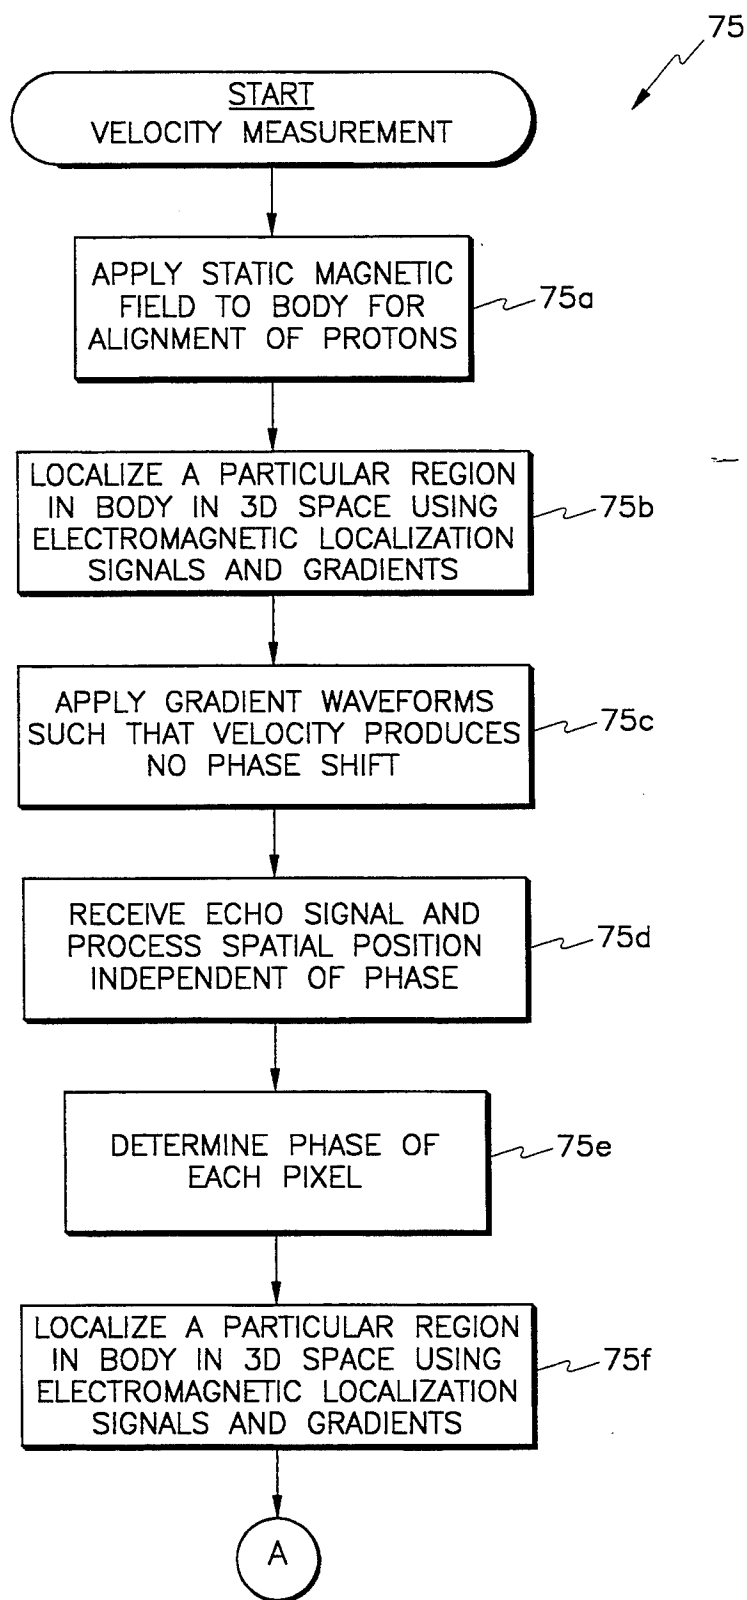 75
START
VELOCITY MEASUREMENT
APPLY STATIC MAGNETIC
FIELD TO BODY FOR
ALIGNMENT OF PROTONS
75a
LOCALIZE A PARTICULAR REGION
IN BODY IN 3D SPACE USING
ELECTROMAGNETIC LOCALIZATION
SIGNALS AND GRADIENTS
75b
APPLY GRADIENT WAVEFORMS
SUCH THAT VELOCITY PRODUCES
NO PHASE SHIFT
75c
RECEIVE ECHO SIGNAL AND
PROCESS SPATIAL POSITION
INDEPENDENT OF PHASE
75d
DETERMINE PHASE OF
EACH PIXEL
75e
LOCALIZE A PARTICULAR REGION
IN BODY IN 3D SPACE USING
ELECTROMAGNETIC LOCALIZATION
SIGNALS AND GRADIENTS
75f
A